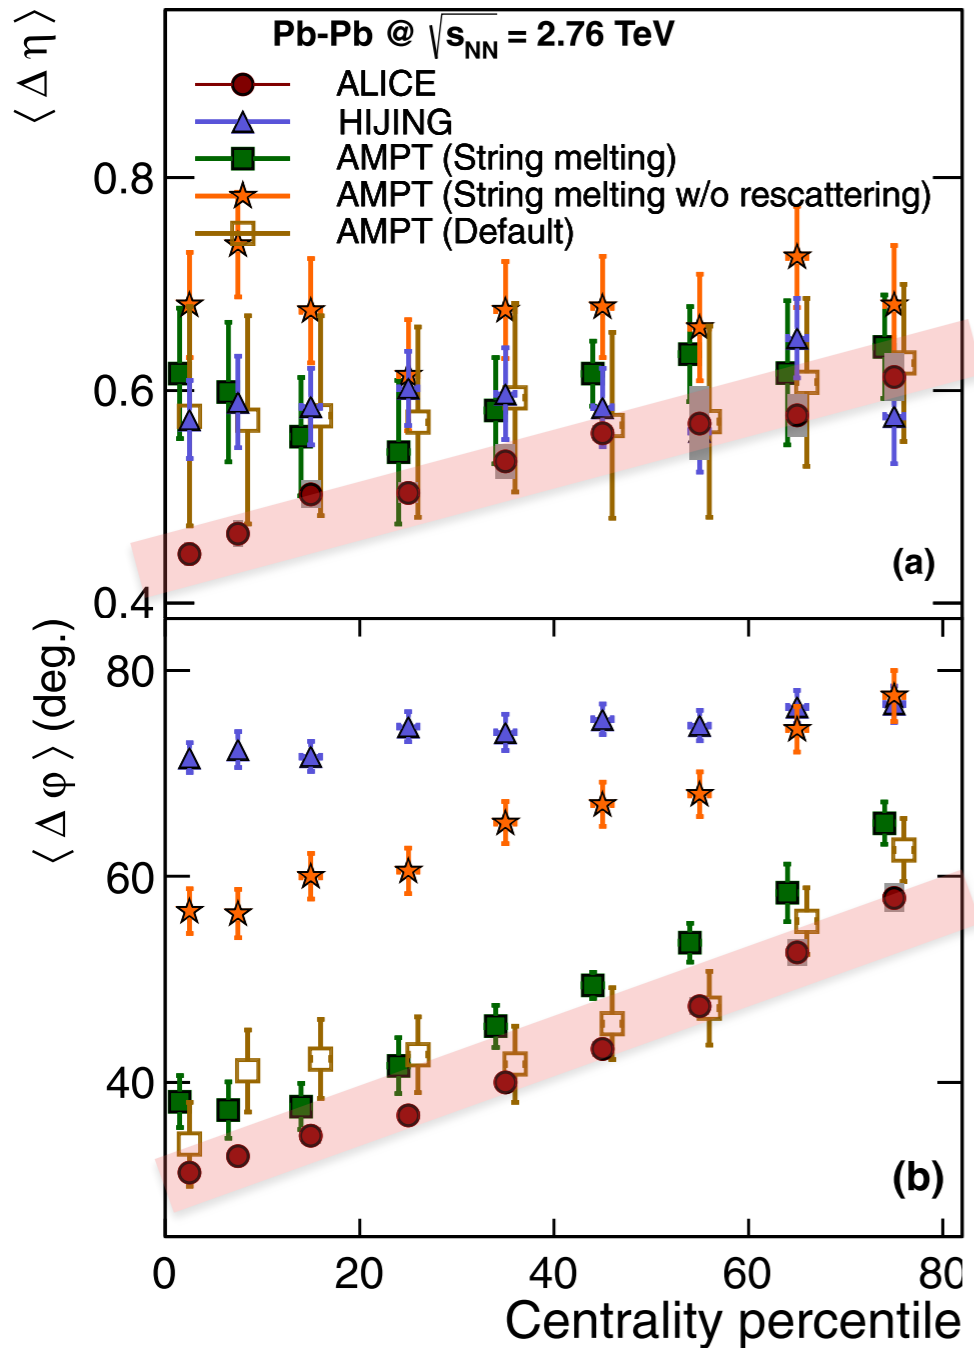 ⟨ Δ η ⟩
Pb-Pb @ √s_NN = 2.76 TeV
ALICE
HIJING
AMPT (String melting)
AMPT (String melting w/o rescattering)
AMPT (Default)
0.8
0.6
0.4
(a)
⟨ Δ φ ⟩ (deg.)
80
60
40
(b)
0 20 40 60 80
Centrality percentile